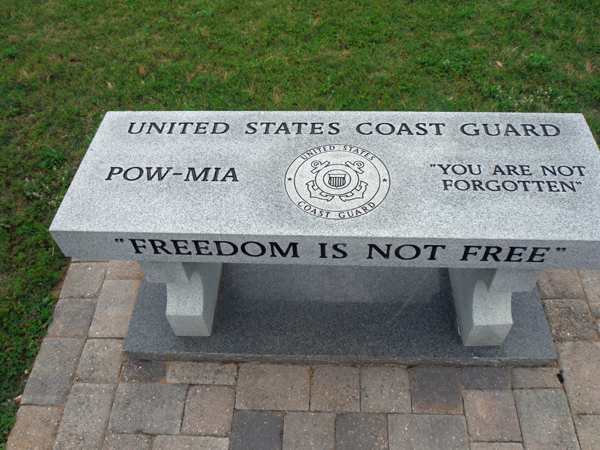 UNITED STATES COAST GUARD
POW-MIA
UNITED STATES
COAST GUARD
"YOU ARE NOT
FORGOTTEN"
"FREEDOM IS NOT FREE"